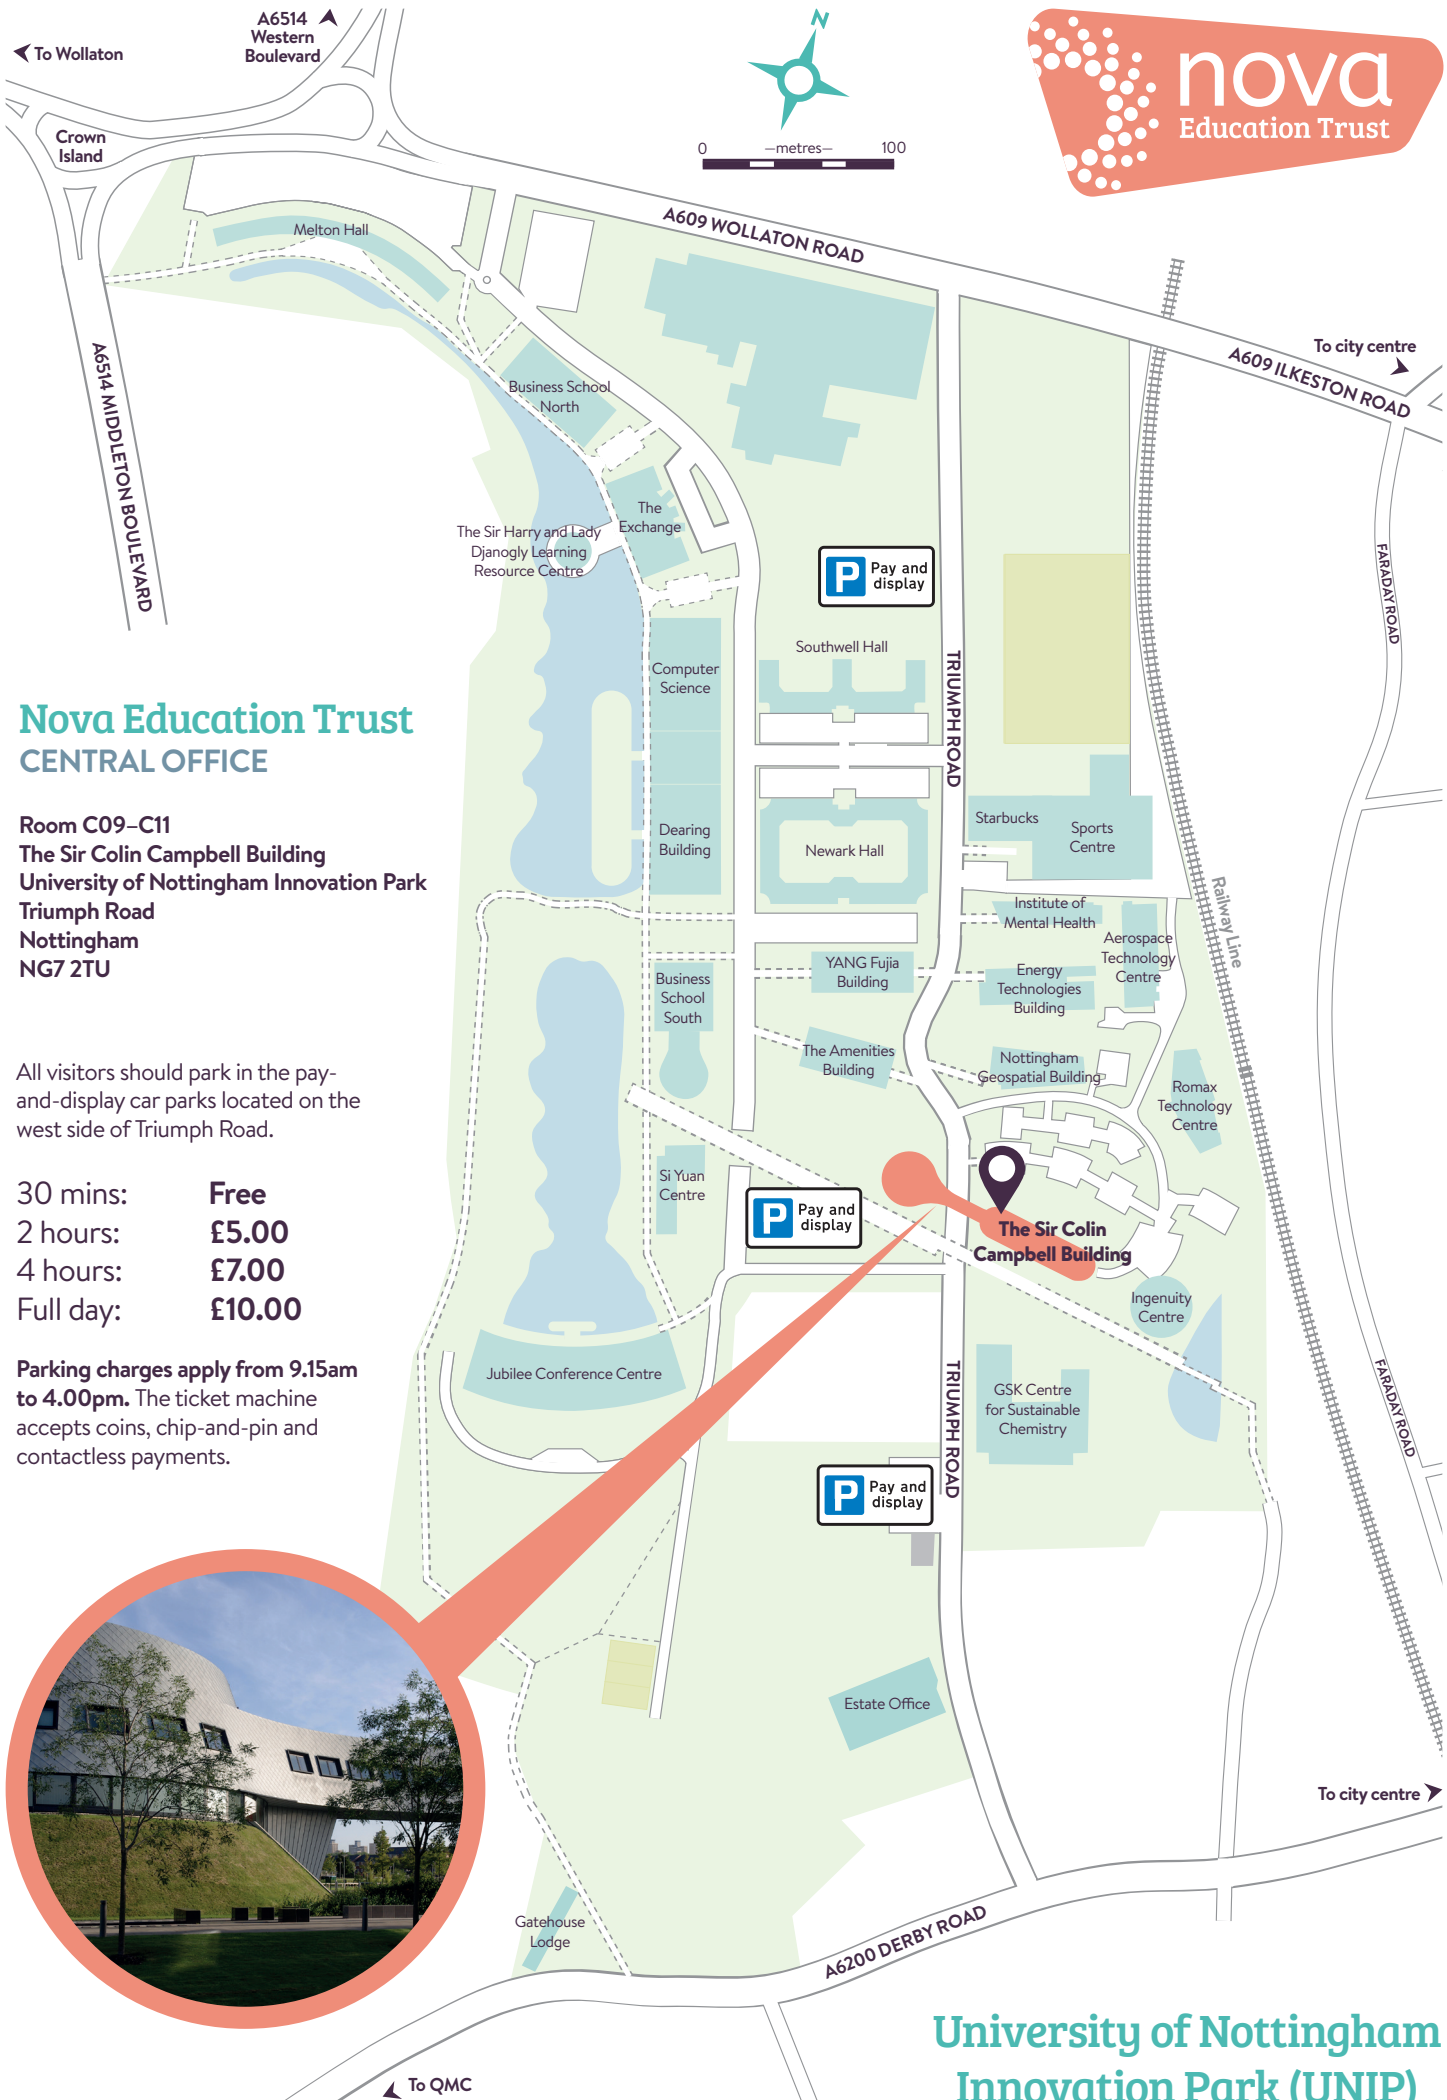 A6514
Western
Boulevard
To Wollaton
N
nova
Education Trust
Crown
Island
0 –metres– 100
Melton Hall
A609 WOLLATON ROAD
To city centre
A609 ILKESTON ROAD
A6514 MIDDLETON BOULEVARD
Business School
North
The
Exchange
The Sir Harry and Lady
Djanogly Learning
Resource Centre
P Pay and
display
FARADAY ROAD
Southwell Hall
Computer
Science
TRIUMPH ROAD
Nova Education Trust
CENTRAL OFFICE
Room C09–C11
The Sir Colin Campbell Building
University of Nottingham Innovation Park
Triumph Road
Nottingham
NG7 2TU
Starbucks
Sports
Centre
Dearing
Building
Newark Hall
Railway Line
Institute of
Mental Health
Aerospace
Technology
Centre
YANG Fujia
Building
Energy
Technologies
Building
Business
School
South
The Amenities
Building
Nottingham
Geospatial Building
Romax
Technology
Centre
All visitors should park in the pay-
and-display car parks located on the
west side of Triumph Road.
30 mins: Free
2 hours: £5.00
4 hours: £7.00
Full day: £10.00
Parking charges apply from 9.15am
to 4.00pm. The ticket machine
accepts coins, chip-and-pin and
contactless payments.
Si Yuan
Centre
P Pay and
display
The Sir Colin
Campbell Building
Ingenuity
Centre
Jubilee Conference Centre
TRIUMPH ROAD
GSK Centre
for Sustainable
Chemistry
FARADAY ROAD
P Pay and
display
Estate Office
To city centre
Gatehouse
Lodge
A6200 DERBY ROAD
To QMC
University of Nottingham
Innovation Park (UNIP)